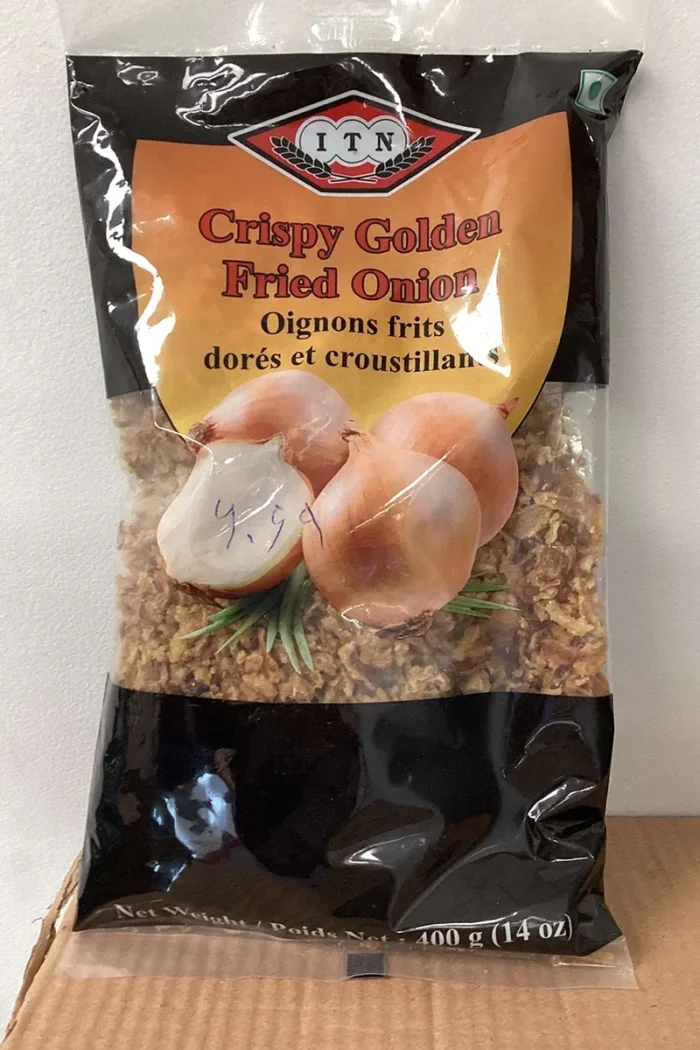 ITN
Crispy Golden
Fried Onion
Oignons frits
dorés et croustillants
4.99
Net Weight / Poids Net : 400 g (14 oz)